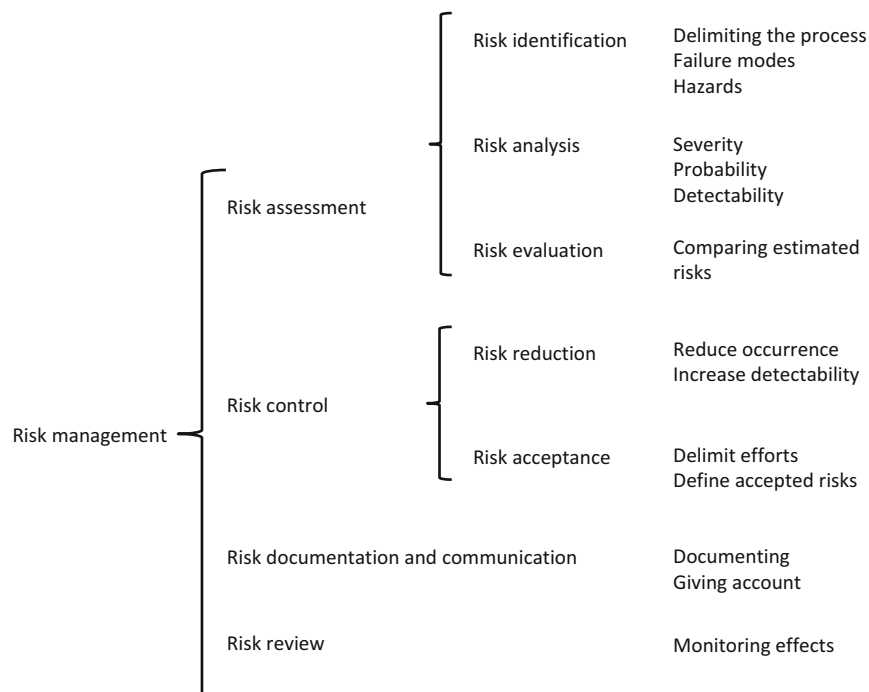 Risk identification
Delimiting the process
Failure modes
Hazards
Risk analysis
Severity
Probability
Detectability
Risk assessment
Risk evaluation
Comparing estimated
risks
Risk reduction
Reduce occurrence
Increase detectability
Risk control
Risk management
Risk acceptance
Delimit efforts
Define accepted risks
Risk documentation and communication
Documenting
Giving account
Risk review
Monitoring effects